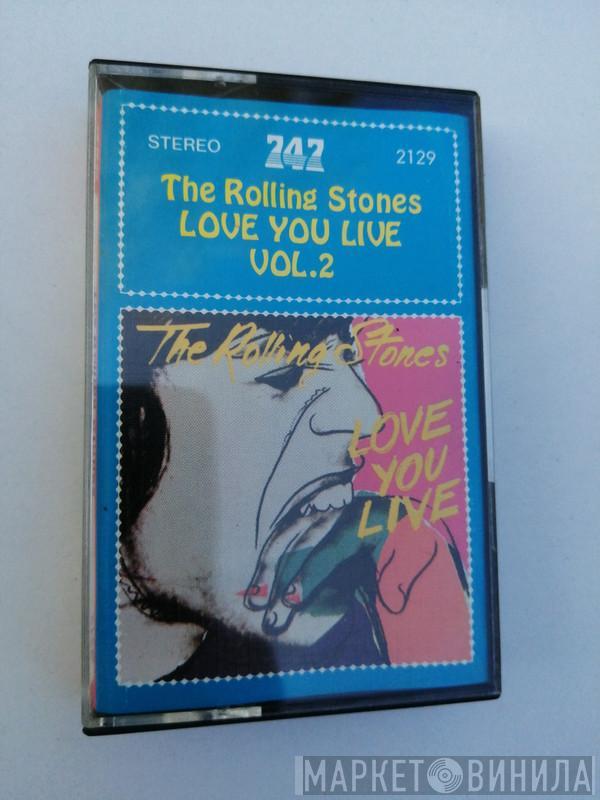 STEREO 747 2129
The Rolling Stones
LOVE YOU LIVE
VOL.2
The Rolling Stones
LOVE
YOU
LIVE
МАРКЕТ ВИНИЛА